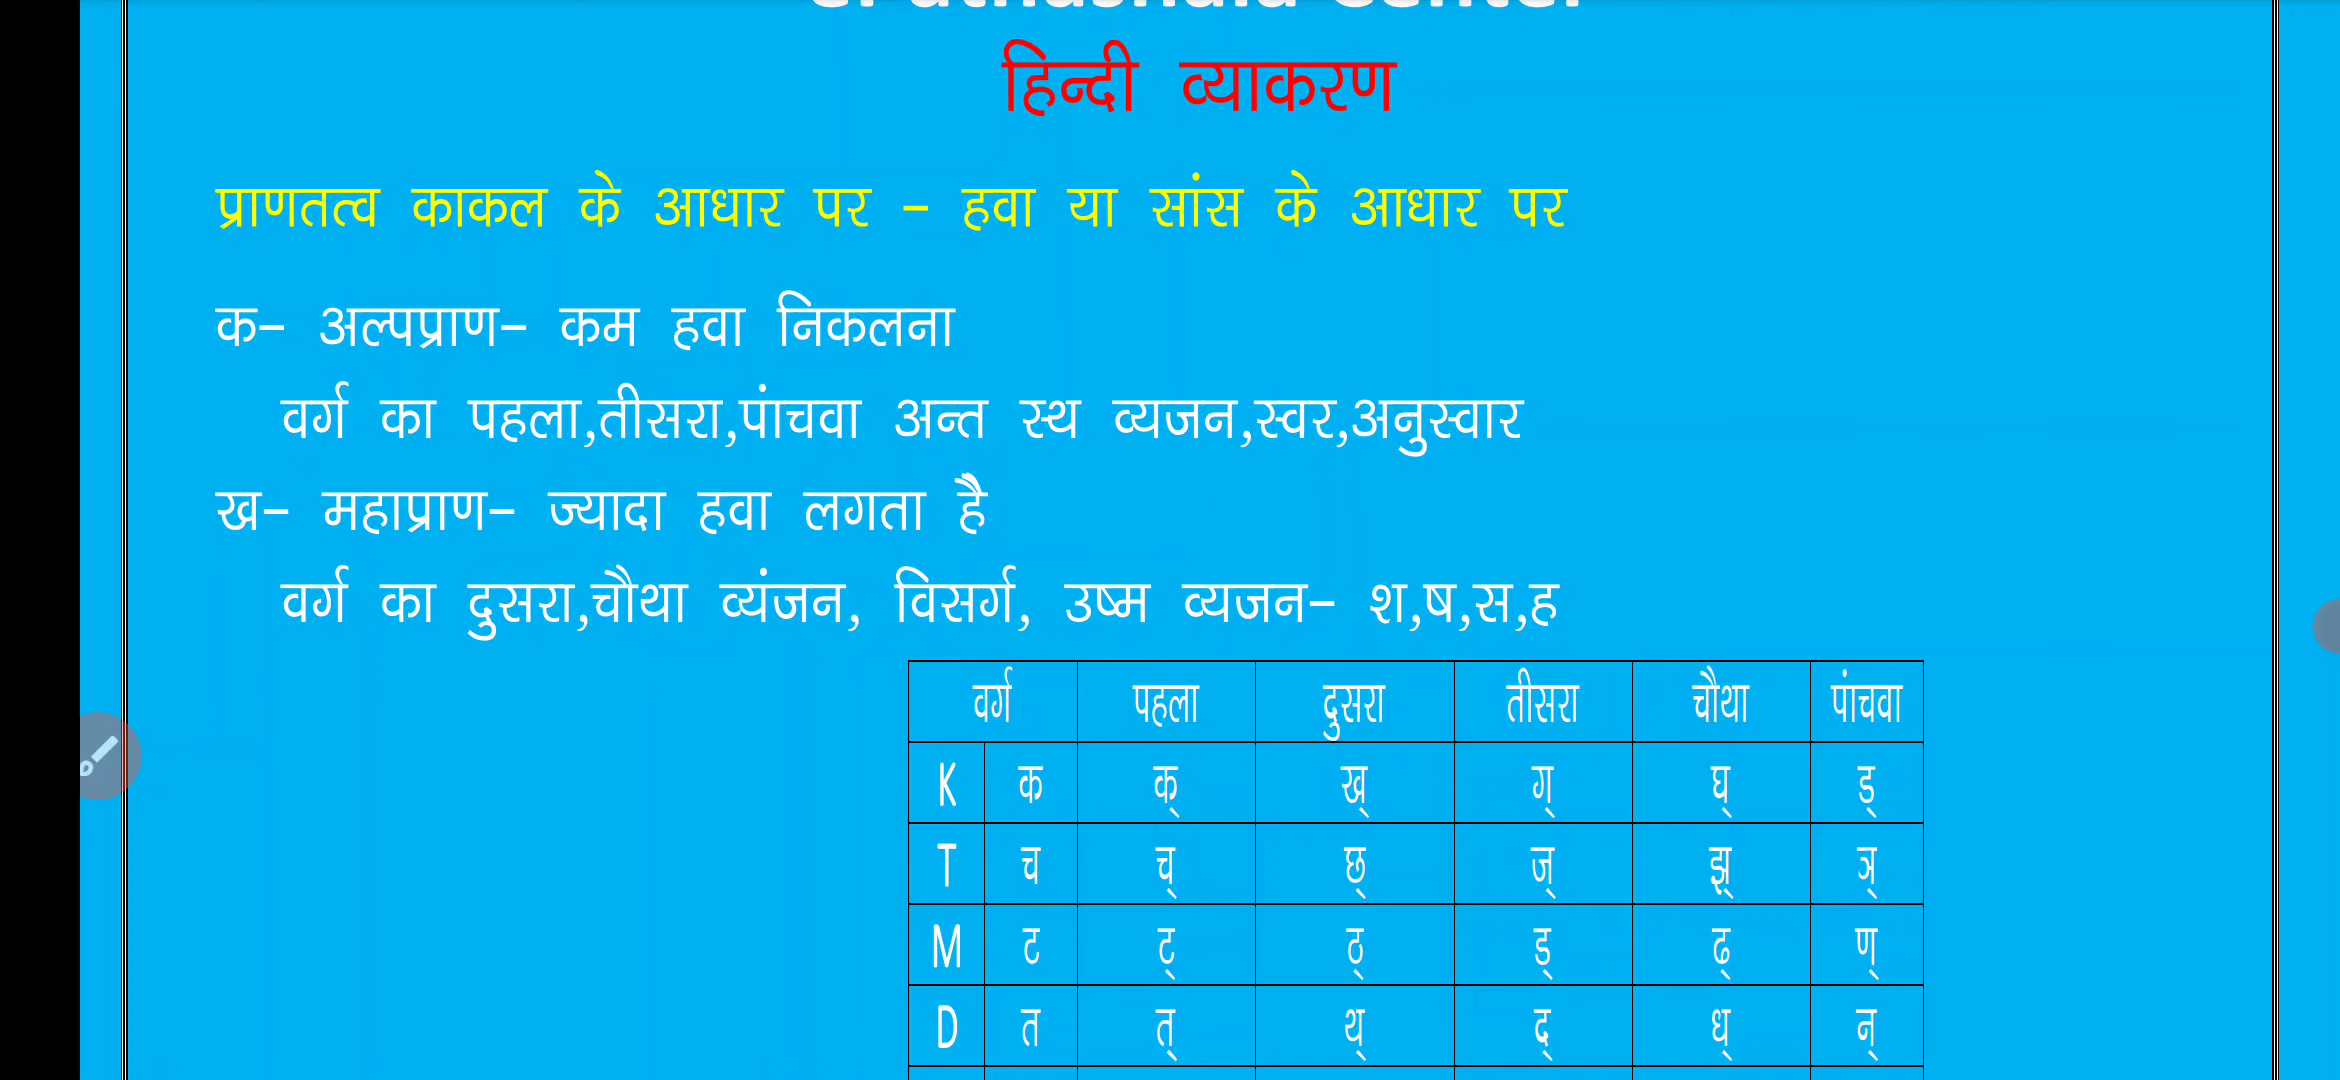 हिन्दी व्याकरण
प्राणतत्व काकल के आधार पर – हवा या सांस के आधार पर
क– अल्पप्राण– कम हवा निकलना
वर्ग का पहला,तीसरा,पांचवा अन्त स्थ व्यजन,स्वर,अनुस्वार
ख– महाप्राण– ज्यादा हवा लगता है
वर्ग का दुसरा,चौथा व्यंजन, विसर्ग, उष्म व्यजन– श,ष,स,ह
वर्ग पहला दुसरा तीसरा चौथा पांचवा
K क क् ख् ग् घ् ड्
T च च् छ् ज् झ् ञ्
M ट ट् ठ् ड् ढ् ण्
D त त् थ् द् ध् न्